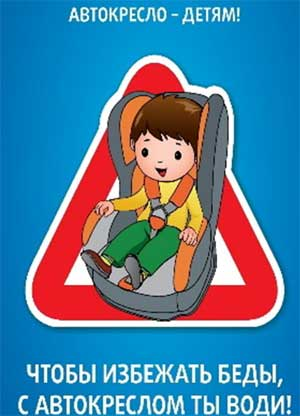 АВТОКРЕСЛО - ДЕТЯМ!
ЧТОБЫ ИЗБЕЖАТЬ БЕДЫ,
С АВТОКРЕСЛОМ ТЫ ВОДИ!